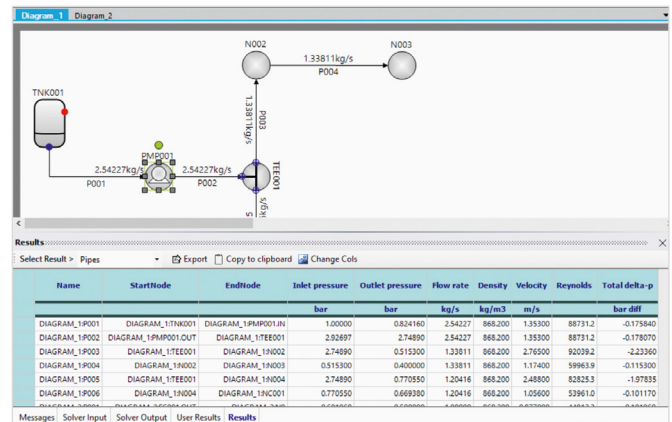 Diagram_1 Diagram_2
N002
N003
1.33811kg/s
P004
TNK001
1.33811kg/s
P003
PMP001
2.54227kg/s
2.54227kg/s
P001
P002
TEE001
Results
Select Result > Pipes Export Copy to clipboard Change Cols
Name StartNode EndNode Inlet pressure Outlet pressure Flow rate Density Velocity Reynolds Total delta-p
bar bar kg/s kg/m3 m/s bar diff
DIAGRAM_1:P001 DIAGRAM_1:TNK001 DIAGRAM_1:PMP001.IN 1.00000 0.824160 2.54227 868.200 1.35300 88731.2 -0.175840
DIAGRAM_1:P002 DIAGRAM_1:PMP001.OUT DIAGRAM_1:TEE001 2.92697 2.74890 2.54227 868.200 1.35300 88731.2 -0.178070
DIAGRAM_1:P003 DIAGRAM_1:TEE001 DIAGRAM_1:N002 2.74890 0.515300 1.33811 868.200 2.76500 92039.2 -2.23360
DIAGRAM_1:P004 DIAGRAM_1:N002 DIAGRAM_1:N003 0.515300 0.400000 1.33811 868.200 1.17400 59963.9 -0.115300
DIAGRAM_1:P005 DIAGRAM_1:TEE001 DIAGRAM_1:N004 2.74890 0.770550 1.20416 868.200 2.48800 82825.3 -1.97835
DIAGRAM_1:P006 DIAGRAM_1:N004 DIAGRAM_1:NC001 0.770550 0.669380 1.20416 868.200 1.05600 53961.0 -0.101170
Messages Solver Input Solver Output User Results Results